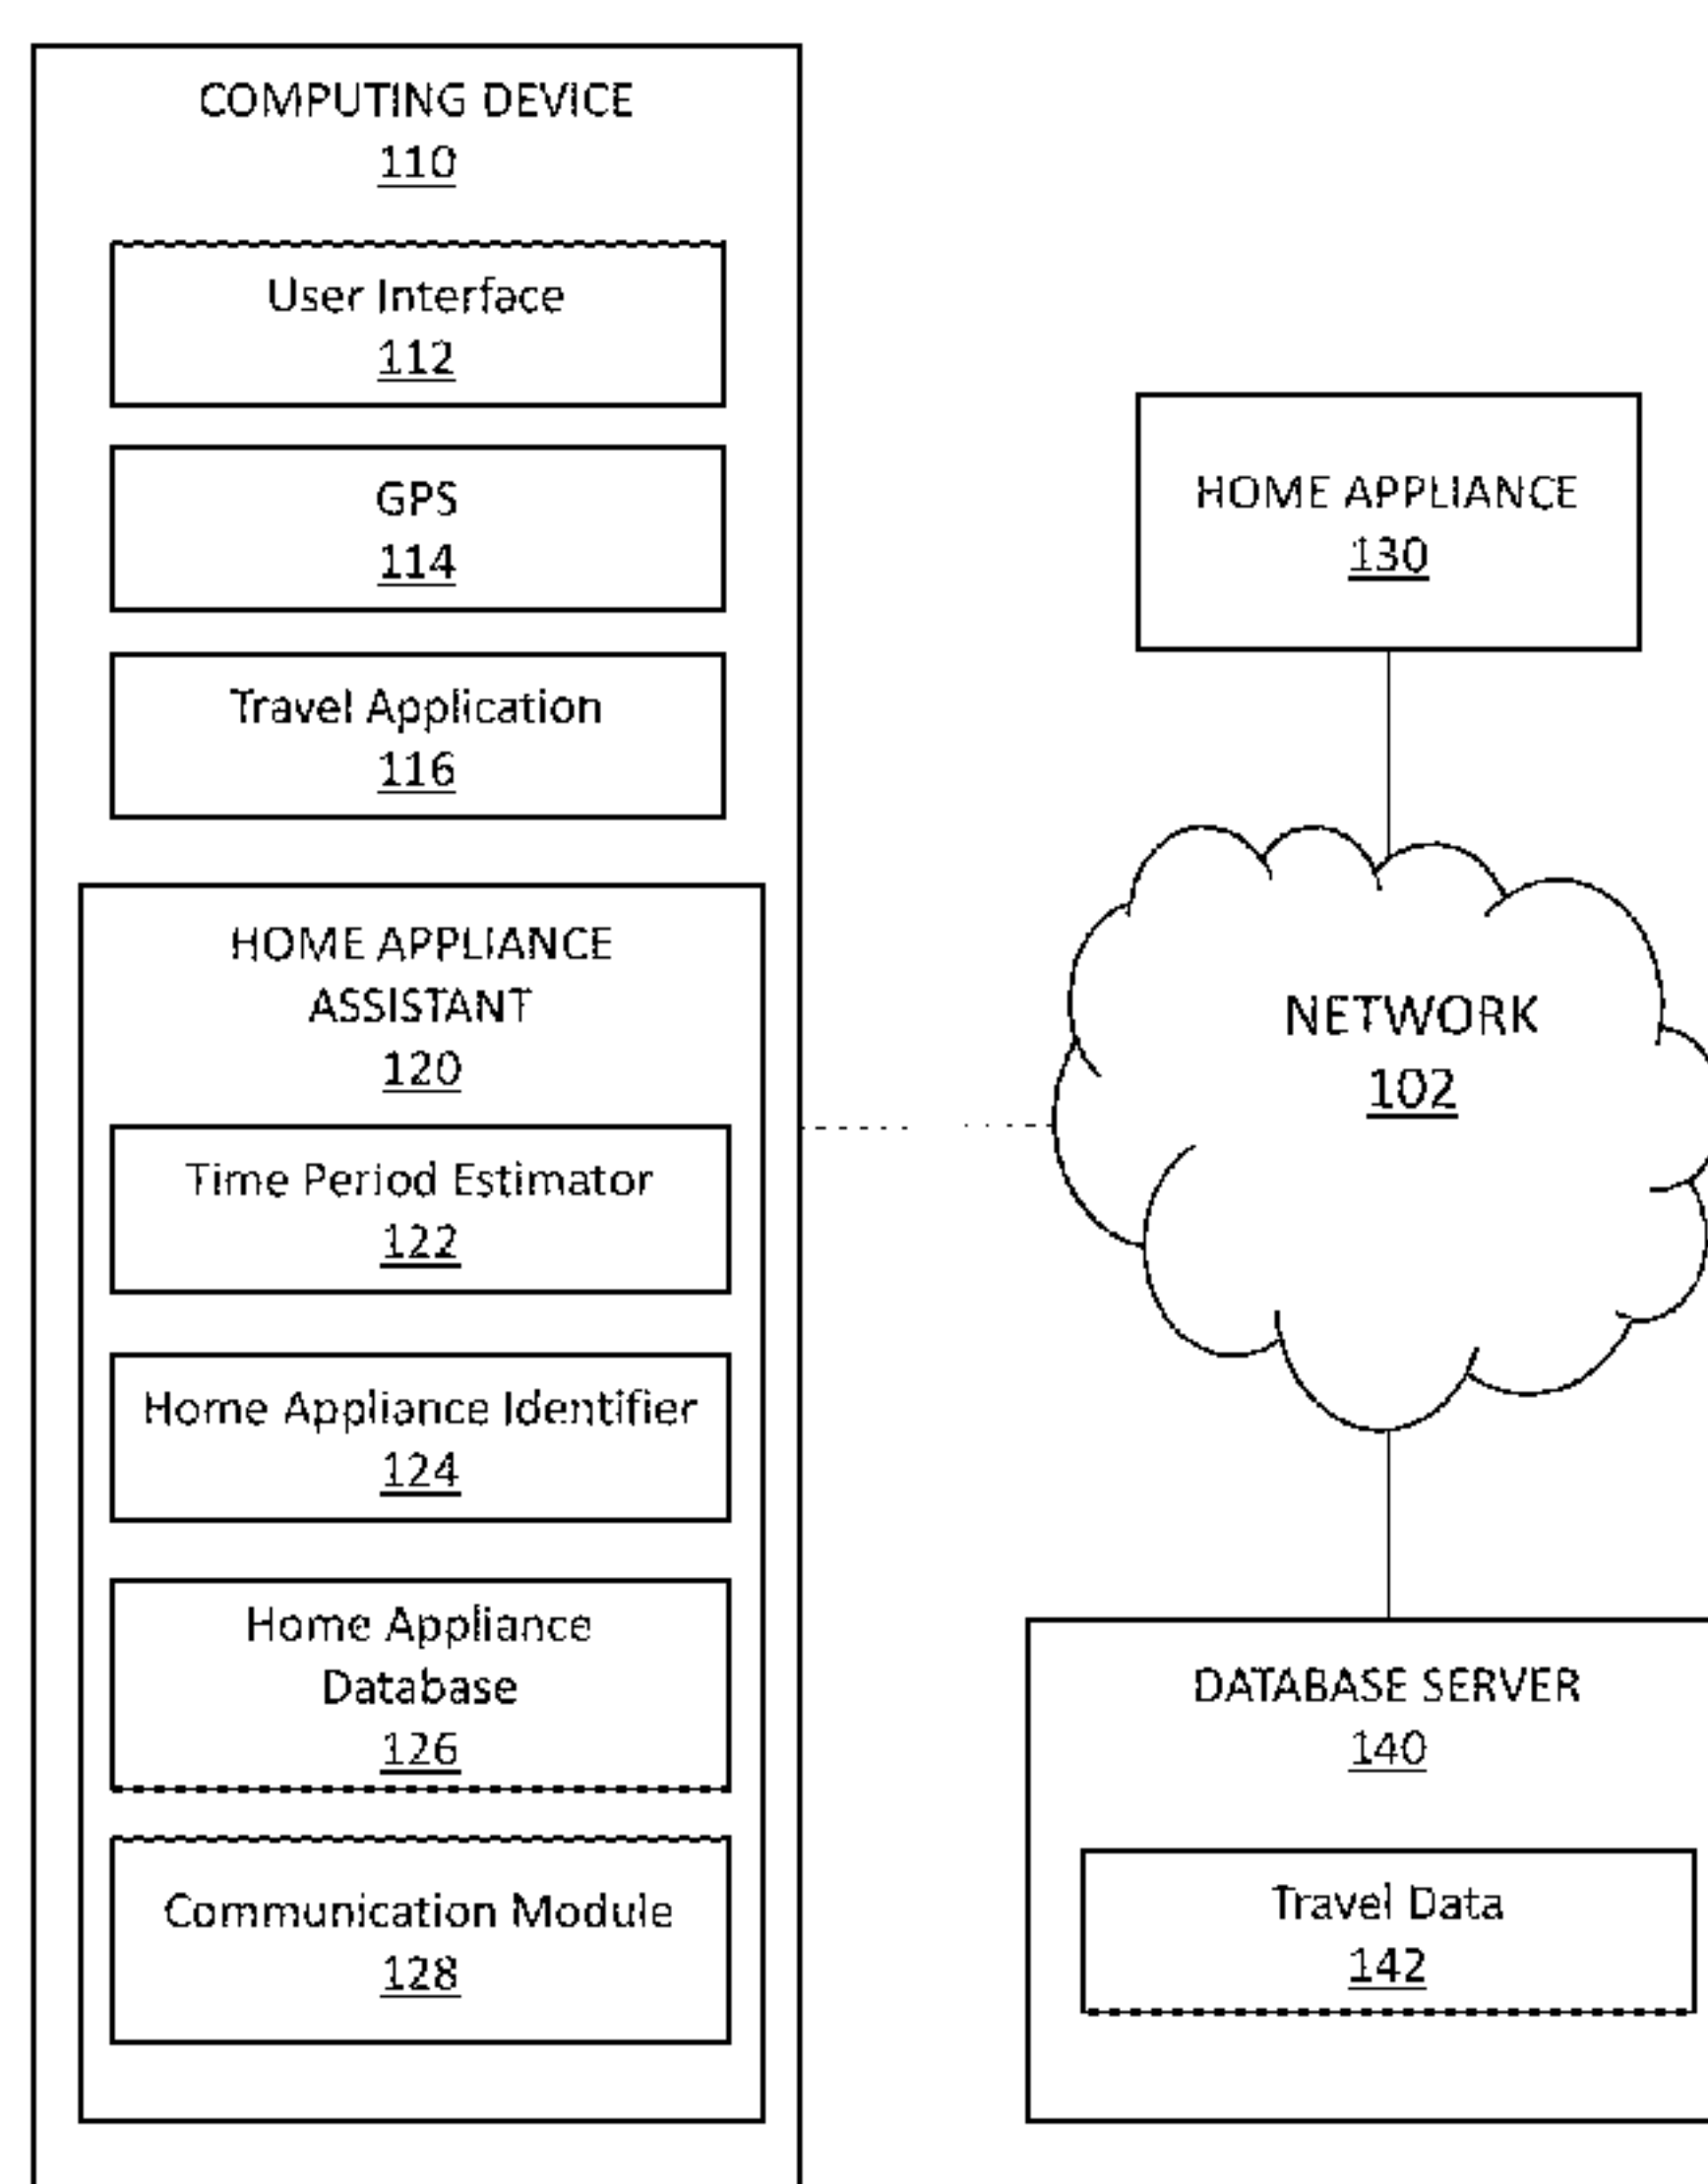 COMPUTING DEVICE
110
User Interface
112
GPS
114
Travel Application
116
HOME APPLIANCE
ASSISTANT
120
Time Period Estimator
122
Home Appliance Identifier
124
Home Appliance
Database
126
Communication Module
128
HOME APPLIANCE
130
NETWORK
102
DATABASE SERVER
140
Travel Data
142